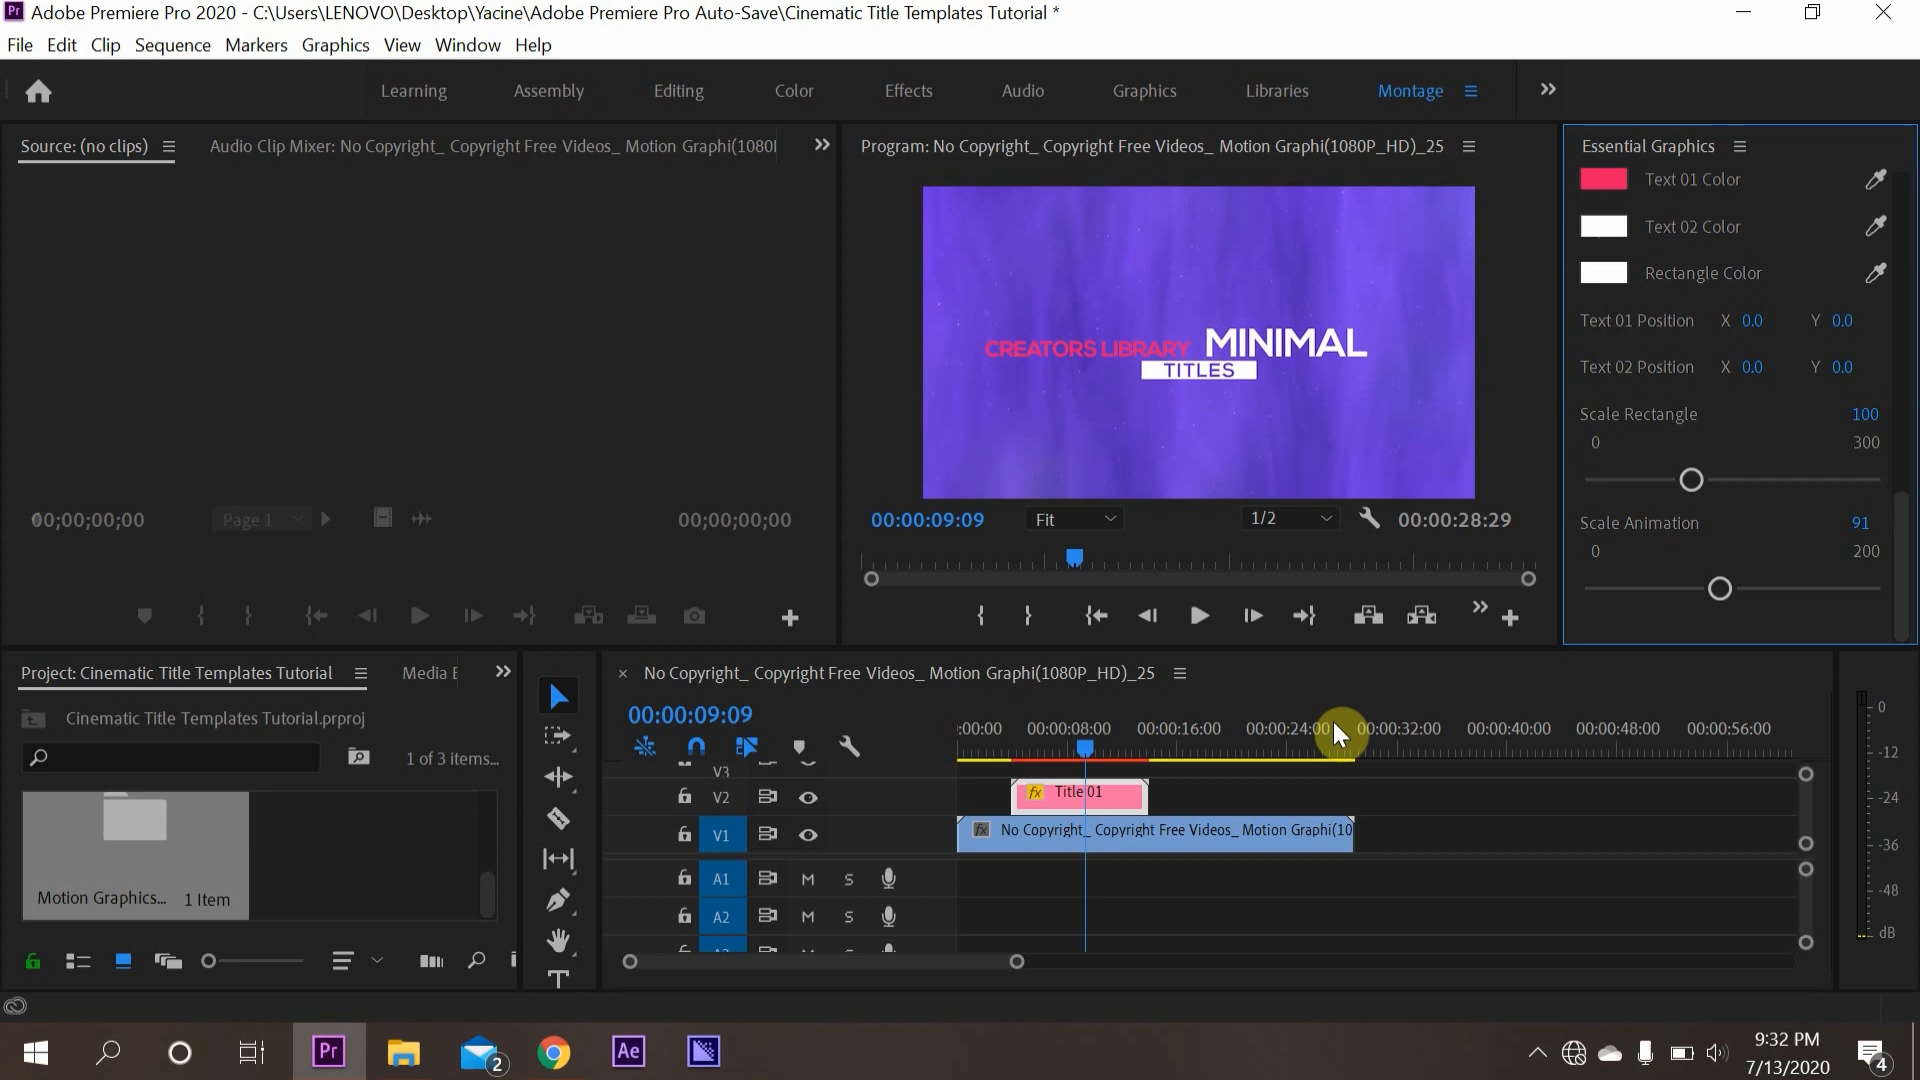 Pr Adobe Premiere Pro 2020 - C:\Users\LENOVO\Desktop\Yacine\Adobe Premiere Pro Auto-Save\Cinematic Title Templates Tutorial *
File Edit Clip Sequence Markers Graphics View Window Help
Learning Assembly Editing Color Effects Audio Graphics Libraries Montage
Source: (no clips) Audio Clip Mixer: No Copyright_ Copyright Free Videos_ Motion Graphi(1080
Program: No Copyright_ Copyright Free Videos_ Motion Graphi(1080P_HD)_25
Essential Graphics
Text 01 Color
Text 02 Color
Rectangle Color
Text 01 Position X 0.0 Y 0.0
Text 02 Position X 0.0 Y 0.0
Scale Rectangle 100
0 300
Scale Animation 91
0 200
CREATORS LIBRARY MINIMAL
TITLES
00;00;00;00 Page 1 00;00;00;00
00:00:09:09 Fit 1/2 00:00:28:29
Project: Cinematic Title Templates Tutorial Media
Cinematic Title Templates Tutorial.prproj
1 of 3 items...
Motion Graphics... 1 Item
× No Copyright_ Copyright Free Videos_ Motion Graphi(1080P_HD)_25
00:00:09:09
:00:00 00:00:08:00 00:00:16:00 00:00:24:00 00:00:32:00 00:00:40:00 00:00:48:00 00:00:56:00
V3
V2 fx Title 01
V1 fx No Copyright_ Copyright Free Videos_ Motion Graphi(10
A1 M S
A2 M S
T
0
-12
-24
-36
-48
dB
Pr 2 Ae
9:32 PM
7/13/2020
4